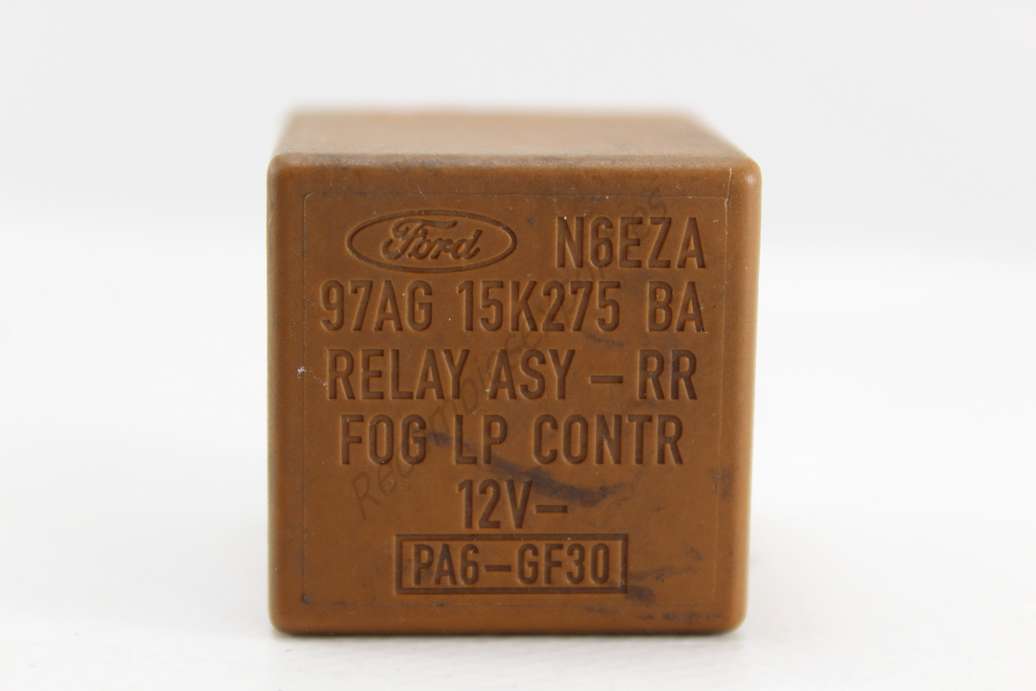 Ford N6EZA
97AG 15K275 BA
RELAY ASY – RR
FOG LP CONTR
12V–
PA6–GF30